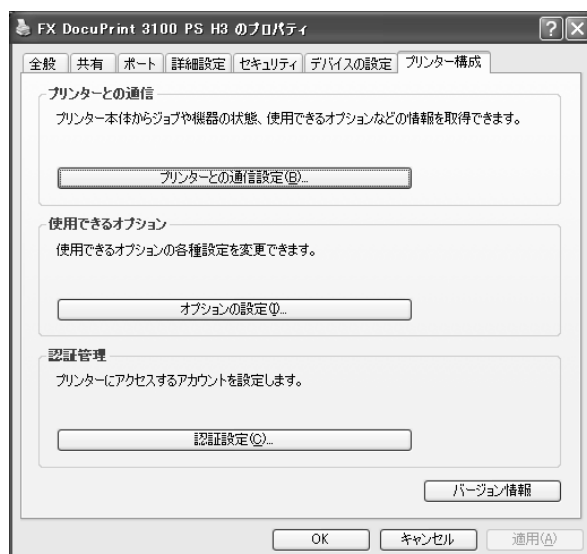 FX DocuPrint 3100 PS H3 のプロパティ
全般 共有 ポート 詳細設定 セキュリティ デバイスの設定 プリンター構成
プリンターとの通信
プリンター本体からジョブや機器の状態、使用できるオプションなどの情報を取得できます。
プリンターとの通信設定(B)...
使用できるオプション
使用できるオプションの各種設定を変更できます。
オプションの設定(I)...
認証管理
プリンターにアクセスするアカウントを設定します。
認証設定(C)...
バージョン情報
OK キャンセル 適用(A)